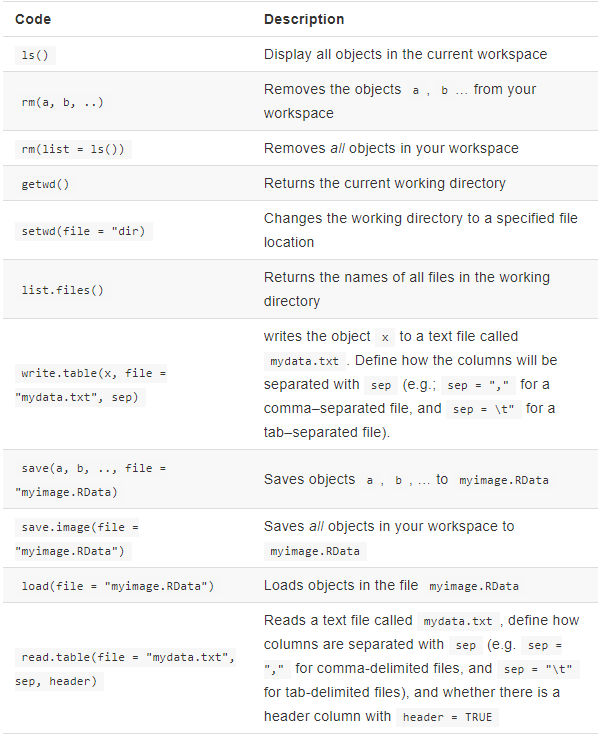 Code Description
ls() Display all objects in the current workspace
rm(a, b, ..) Removes the objects a , b … from your
workspace
rm(list = ls()) Removes all objects in your workspace
getwd() Returns the current working directory
setwd(file = "dir) Changes the working directory to a specified file
location
list.files() Returns the names of all files in the working
directory
write.table(x, file =
"mydata.txt", sep)
writes the object x to a text file called
mydata.txt . Define how the columns will be
separated with sep (e.g.; sep = "," for a
comma–separated file, and sep = \t" for a
tab–separated file).
save(a, b, .., file =
"myimage.RData)
Saves objects a , b , … to myimage.RData
save.image(file =
"myimage.RData")
Saves all objects in your workspace to
myimage.RData
load(file = "myimage.RData") Loads objects in the file myimage.RData
read.table(file = "mydata.txt",
sep, header)
Reads a text file called mydata.txt , define how
columns are separated with sep (e.g. sep =
"," for comma-delimited files, and sep = "\t"
for tab-delimited files), and whether there is a
header column with header = TRUE